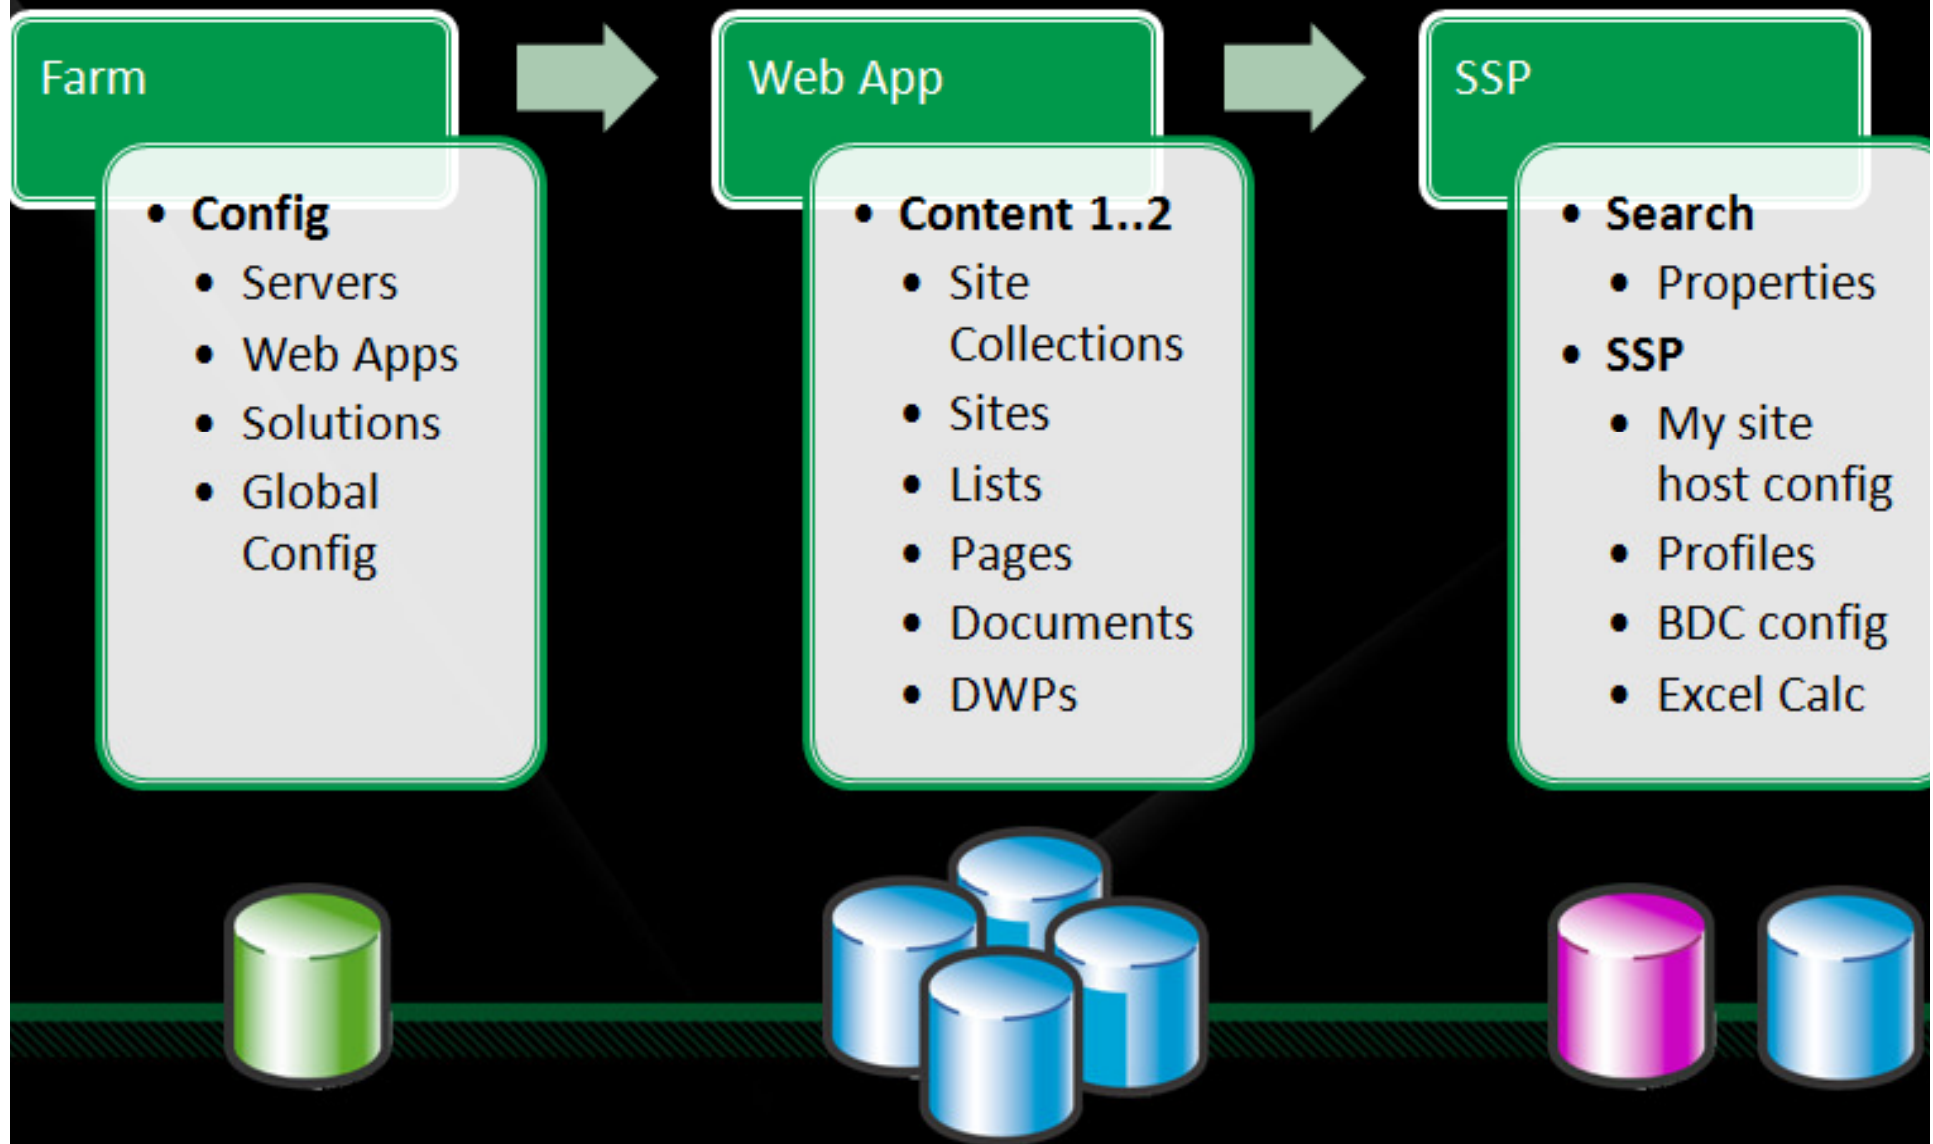 Farm
• Config
• Servers
• Web Apps
• Solutions
• Global
Config
Web App
• Content 1..2
• Site
Collections
• Sites
• Lists
• Pages
• Documents
• DWPs
SSP
• Search
• Properties
• SSP
• My site
host config
• Profiles
• BDC config
• Excel Calc